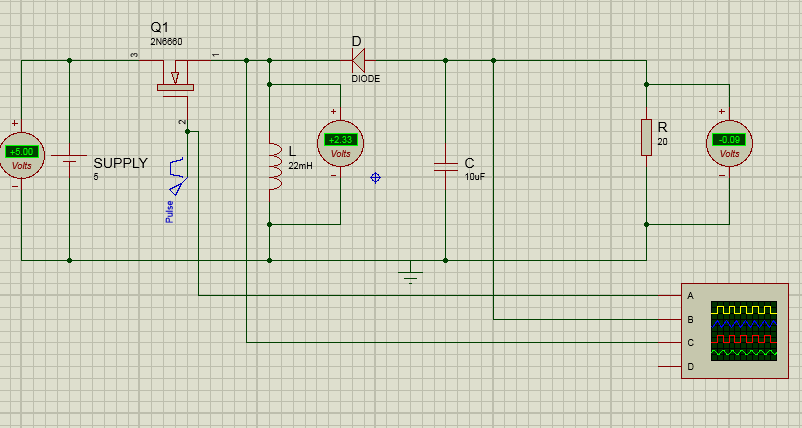 Q1
2N6660
3
1
2
D
DIODE
+
+5.00
Volts
−
SUPPLY
5
Pulse
L
22mH
+
+2.33
Volts
−
C
10uF
R
20
+
-0.09
Volts
−
A
B
C
D